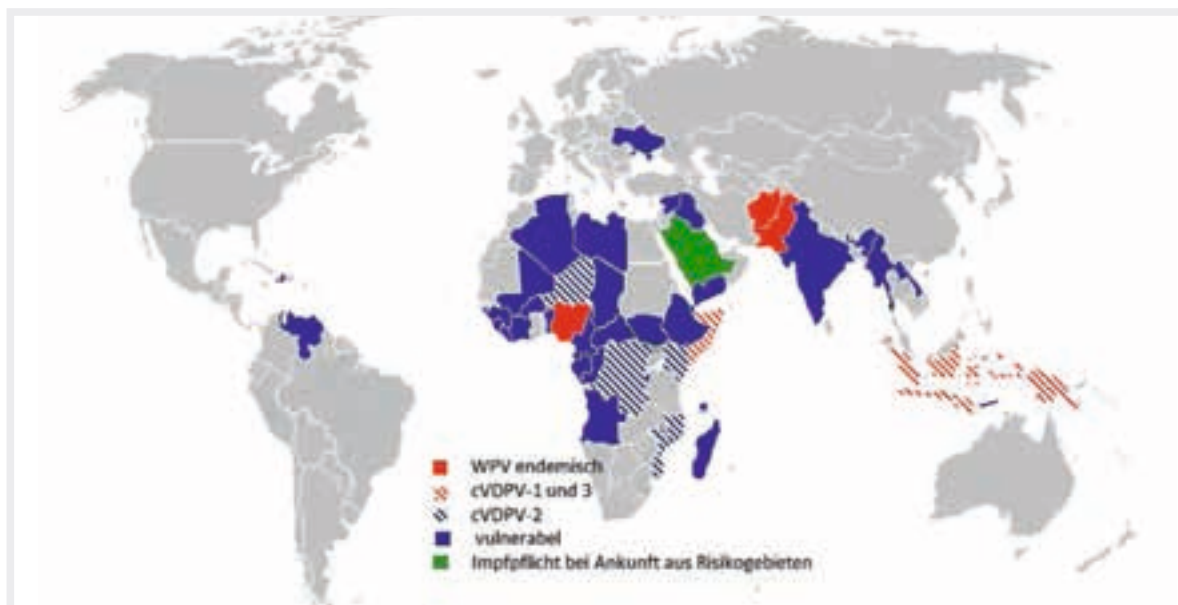 WPV endemisch
cVDPV-1 und 3
cVDPV-2
vulnerabel
Impfpflicht bei Ankunft aus Risikogebieten